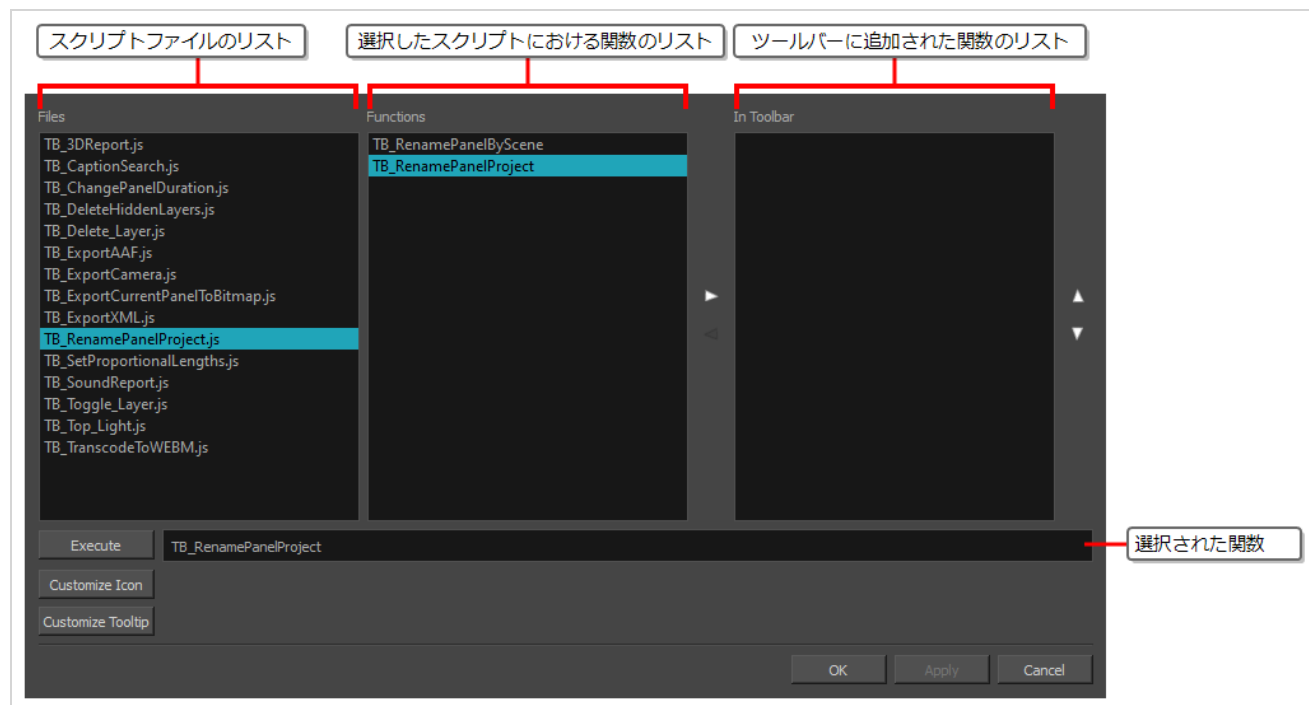 スクリプトファイルのリスト
選択したスクリプトにおける関数のリスト
ツールバーに追加された関数のリスト
Files
Functions
In Toolbar
TB_3DReport.js
TB_CaptionSearch.js
TB_ChangePanelDuration.js
TB_DeleteHiddenLayers.js
TB_Delete_Layer.js
TB_ExportAAF.js
TB_ExportCamera.js
TB_ExportCurrentPanelToBitmap.js
TB_ExportXML.js
TB_RenamePanelProject.js
TB_SetProportionalLengths.js
TB_SoundReport.js
TB_Toggle_Layer.js
TB_Top_Light.js
TB_TranscodeToWEBM.js
TB_RenamePanelByScene
TB_RenamePanelProject
Execute
TB_RenamePanelProject
選択された関数
Customize Icon
Customize Tooltip
OK
Apply
Cancel